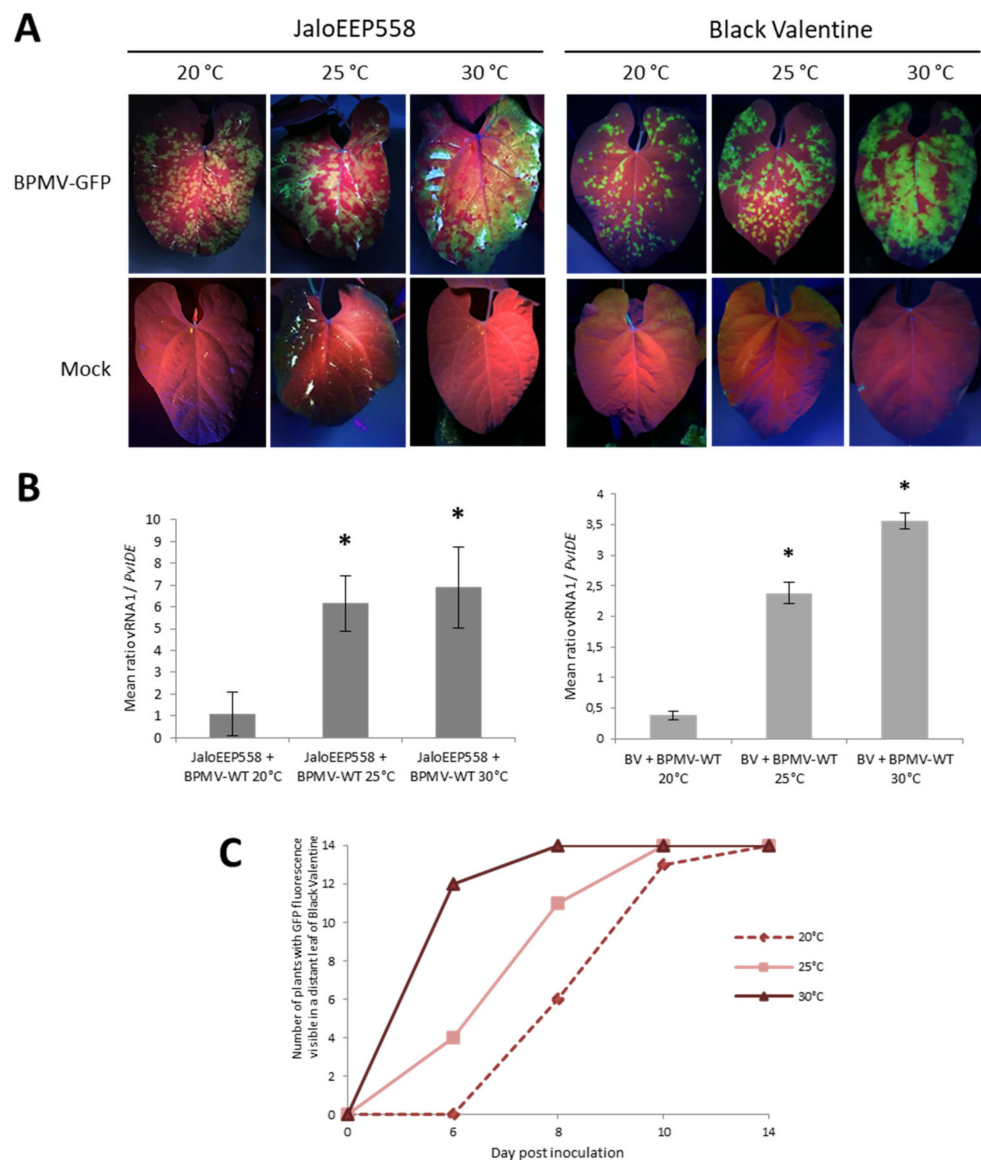 A
JaloEEP558
Black Valentine
20 °C
25 °C
30 °C
20 °C
25 °C
30 °C
BPMV-GFP
Mock
B
Mean ratio vRNA1/ PvIDE
10
9
8
7
6
5
4
3
2
1
0
*
*
JaloEEP558 +
BPMV-WT 20°C
JaloEEP558 +
BPMV-WT 25°C
JaloEEP558 +
BPMV-WT 30°C
Mean ratio vRNA1/ PvIDE
4
3,5
3
2,5
2
1,5
1
0,5
0
*
*
BV + BPMV-WT
20°C
BV + BPMV-WT
25°C
BV + BPMV-WT
30°C
C
Number of plants with GFP fluorescence
visible in a distant leaf of Black Valentine
14
12
10
8
6
4
2
0
0
6
8
10
14
Day post inoculation
20°C
25°C
30°C